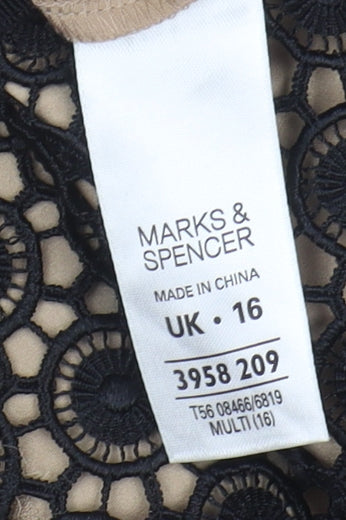 MARKS &
SPENCER
MADE IN CHINA
UK • 16
3958 209
T56 08466/6819
MULTI (16)